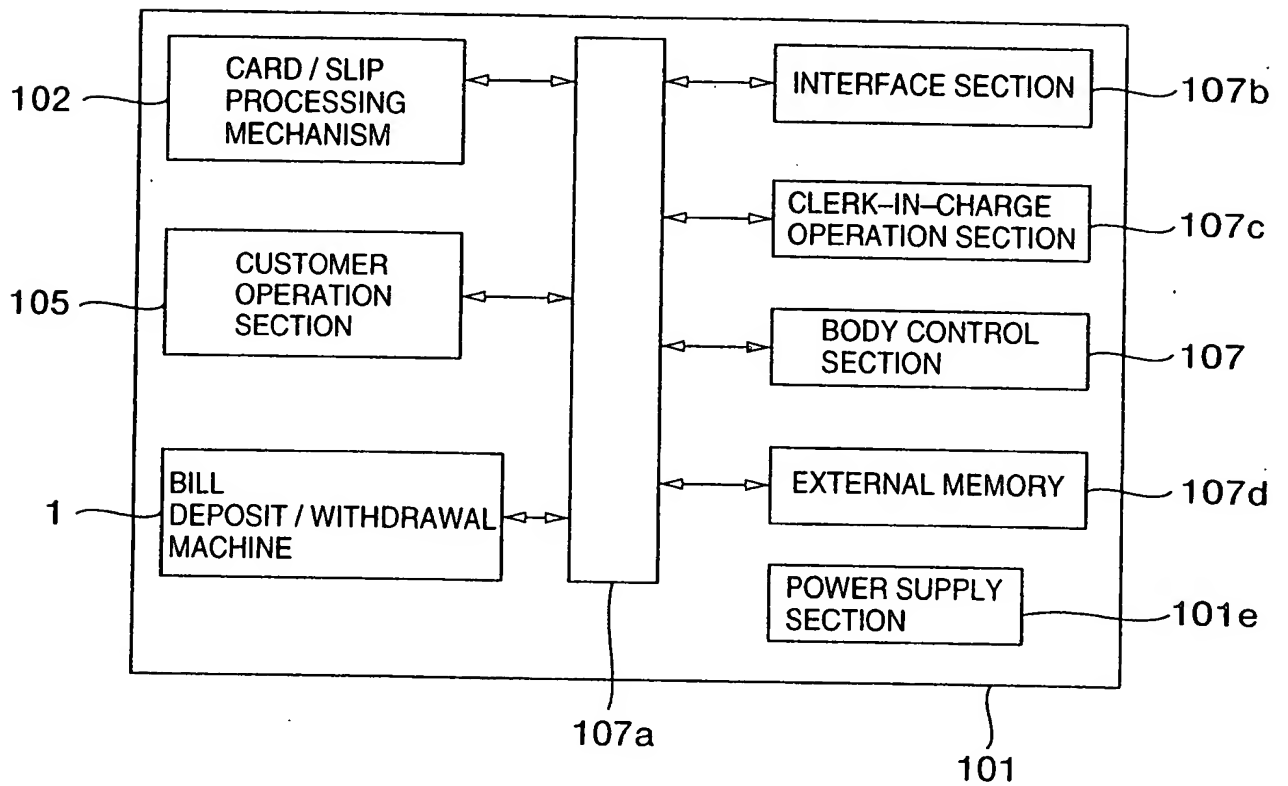 102
CARD / SLIP
PROCESSING
MECHANISM
105
CUSTOMER
OPERATION
SECTION
1
BILL
DEPOSIT / WITHDRAWAL
MACHINE
107a
INTERFACE SECTION
107b
CLERK-IN-CHARGE
OPERATION SECTION
107c
BODY CONTROL
SECTION
107
EXTERNAL MEMORY
107d
POWER SUPPLY
SECTION
101e
101